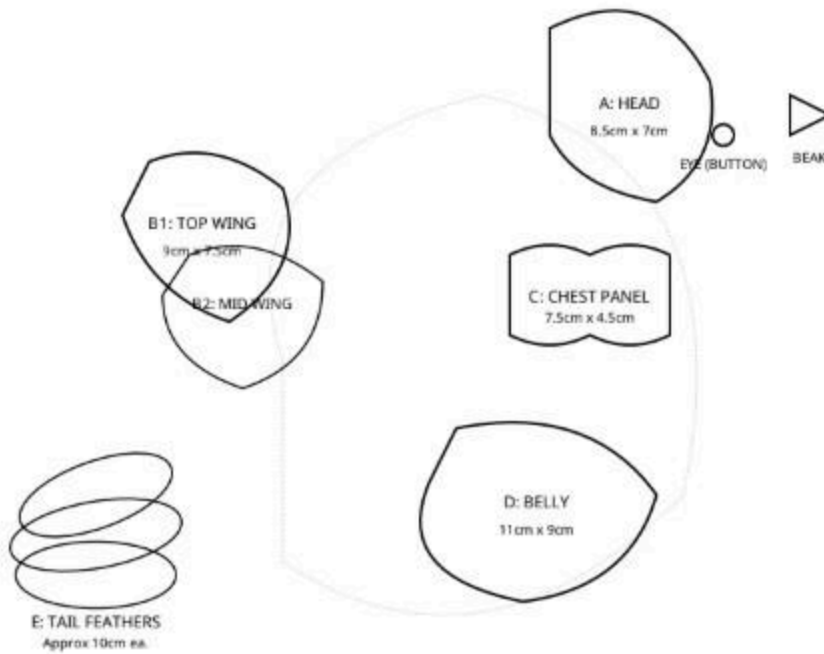 A: HEAD
8.5cm x 7cm
EYE (BUTTON)
BEAK
B1: TOP WING
9cm x 7.5cm
B2: MID WING
C: CHEST PANEL
7.5cm x 4.5cm
D: BELLY
11cm x 9cm
E: TAIL FEATHERS
Approx 10cm ea.